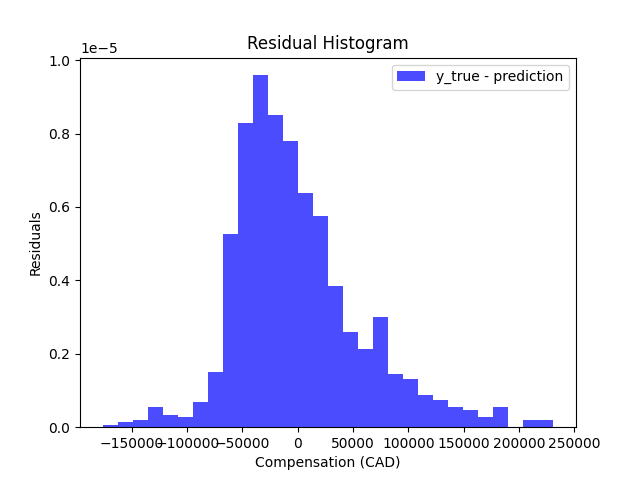 Residual Histogram
1e−5
y_true - prediction
1.0
0.8
0.6
0.4
0.2
0.0
Residuals
−150000 −100000 −50000 0 50000 100000 150000 200000 250000
Compensation (CAD)